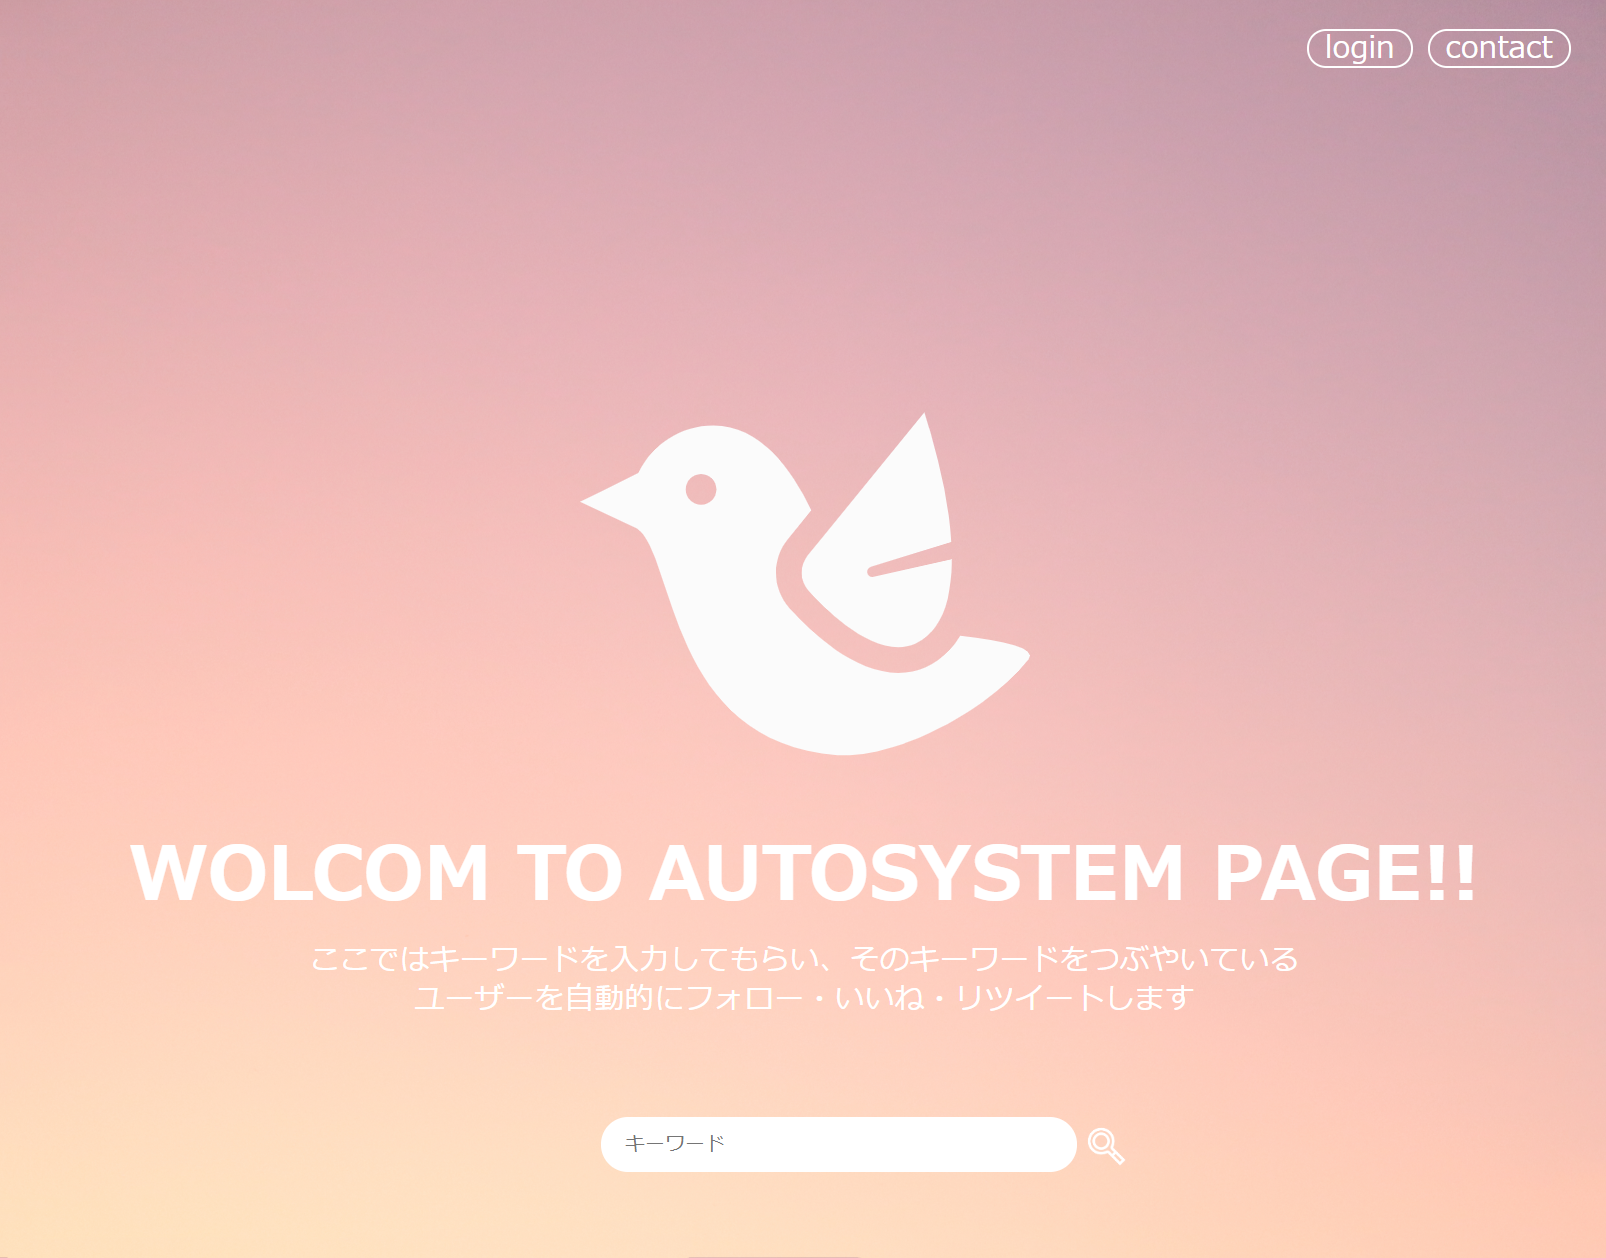 login contact
WOLCOM TO AUTOSYSTEM PAGE!!
ここではキーワードを入力してもらい、そのキーワードをつぶやいている
ユーザーを自動的にフォロー・いいね・リツイートします
キーワード